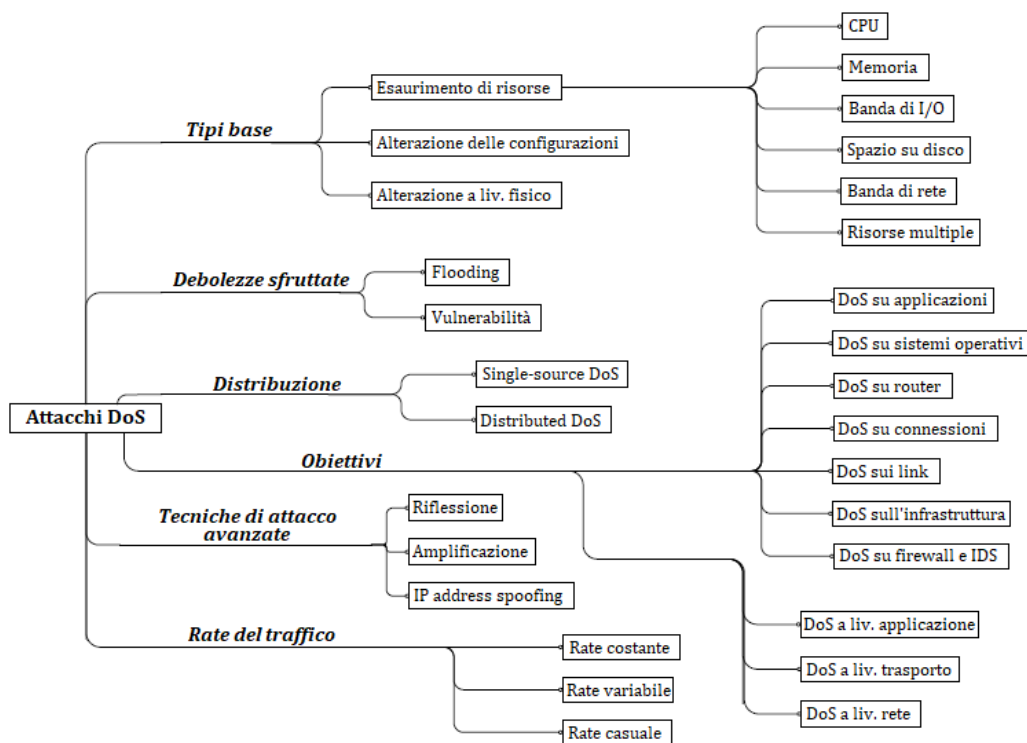 Attacchi DoS
Tipi base
Esaurimento di risorse
CPU
Memoria
Banda di I/O
Spazio su disco
Banda di rete
Risorse multiple
Alterazione delle configurazioni
Alterazione a liv. fisico
Debolezze sfruttate
Flooding
Vulnerabilità
Distribuzione
Single-source DoS
Distributed DoS
Obiettivi
DoS su applicazioni
DoS su sistemi operativi
DoS su router
DoS su connessioni
DoS sui link
DoS sull'infrastruttura
DoS su firewall e IDS
DoS a liv. applicazione
DoS a liv. trasporto
DoS a liv. rete
Tecniche di attacco
avanzate
Riflessione
Amplificazione
IP address spoofing
Rate del traffico
Rate costante
Rate variabile
Rate casuale